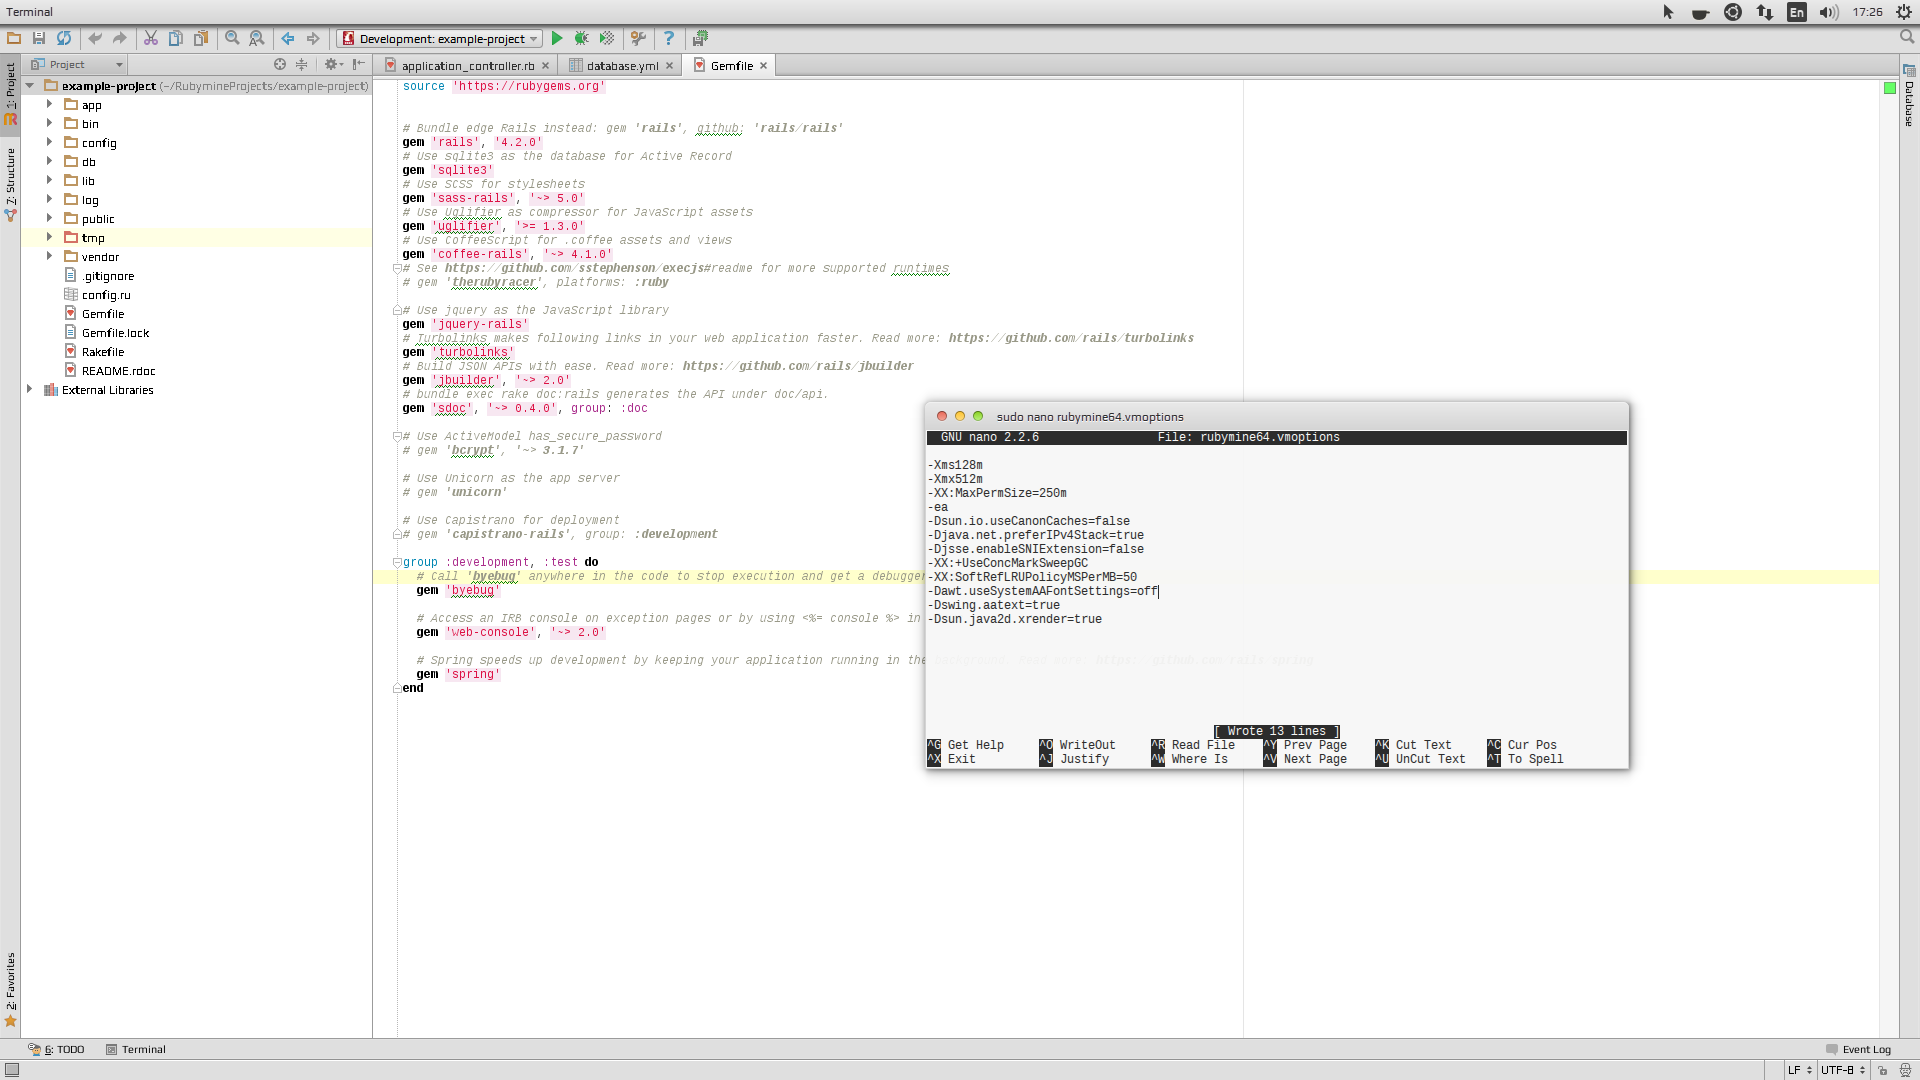 Terminal
En
17:26
Development: example-project
Project
application_controller.rb
database.yml
Gemfile
1: Project
7: Structure
2: Favorites
Database
example-project (~/RubymineProjects/example-project)
app
bin
config
db
lib
log
public
tmp
vendor
.gitignore
config.ru
Gemfile
Gemfile.lock
Rakefile
README.rdoc
External Libraries
source 'https://rubygems.org'
# Bundle edge Rails instead: gem 'rails', github: 'rails/rails'
gem 'rails', '4.2.0'
# Use sqlite3 as the database for Active Record
gem 'sqlite3'
# Use SCSS for stylesheets
gem 'sass-rails', '~> 5.0'
# Use Uglifier as compressor for JavaScript assets
gem 'uglifier', '>= 1.3.0'
# Use CoffeeScript for .coffee assets and views
gem 'coffee-rails', '~> 4.1.0'
# See https://github.com/sstephenson/execjs#readme for more supported runtimes
# gem 'therubyracer', platforms: :ruby
# Use jquery as the JavaScript library
gem 'jquery-rails'
# Turbolinks makes following links in your web application faster. Read more: https://github.com/rails/turbolinks
gem 'turbolinks'
# Build JSON APIs with ease. Read more: https://github.com/rails/jbuilder
gem 'jbuilder', '~> 2.0'
# bundle exec rake doc:rails generates the API under doc/api.
gem 'sdoc', '~> 0.4.0', group: :doc
# Use ActiveModel has_secure_password
# gem 'bcrypt', '~> 3.1.7'
# Use Unicorn as the app server
# gem 'unicorn'
# Use Capistrano for deployment
# gem 'capistrano-rails', group: :development
group :development, :test do
# Call 'byebug' anywhere in the code to stop execution and get a debugger
gem 'byebug'
# Access an IRB console on exception pages or by using <%= console %> in
gem 'web-console', '~> 2.0'
# Spring speeds up development by keeping your application running in the
gem 'spring'
end
sudo nano rubymine64.vmoptions
GNU nano 2.2.6 File: rubymine64.vmoptions
-Xms128m
-Xmx512m
-XX:MaxPermSize=250m
-ea
-Dsun.io.useCanonCaches=false
-Djava.net.preferIPv4Stack=true
-Djsse.enableSNIExtension=false
-XX:+UseConcMarkSweepGC
-XX:SoftRefLRUPolicyMSPerMB=50
-Dawt.useSystemAAFontSettings=off
-Dswing.aatext=true
-Dsun.java2d.xrender=true
[ Wrote 13 lines ]
^G Get Help ^O WriteOut ^R Read File ^Y Prev Page ^K Cut Text ^C Cur Pos
^X Exit ^J Justify ^W Where Is ^V Next Page ^U UnCut Text ^T To Spell
6: TODO
Terminal
Event Log
LF
UTF-8